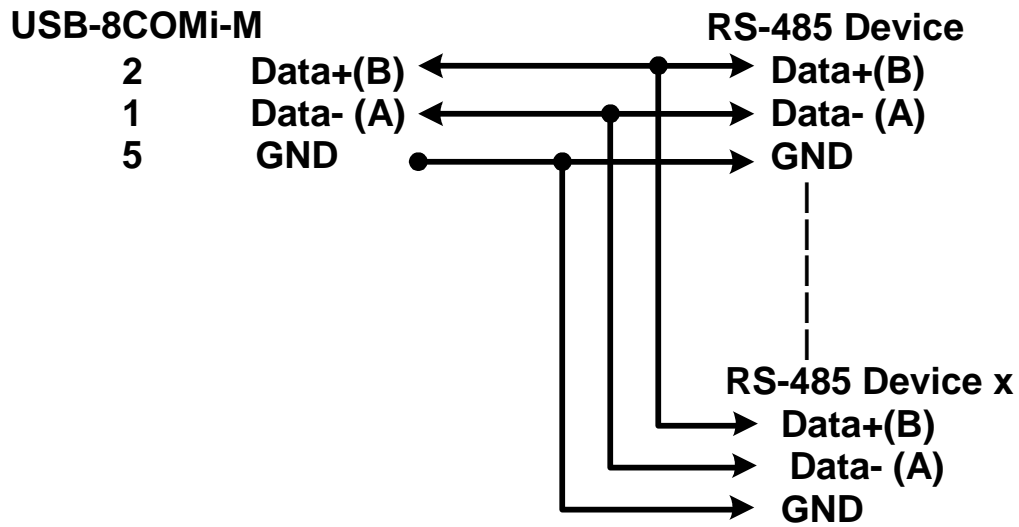 USB-8COMi-M RS-485 Device
2 Data+(B) Data+(B)
1 Data- (A) Data- (A)
5 GND GND
RS-485 Device x
Data+(B)
Data- (A)
GND